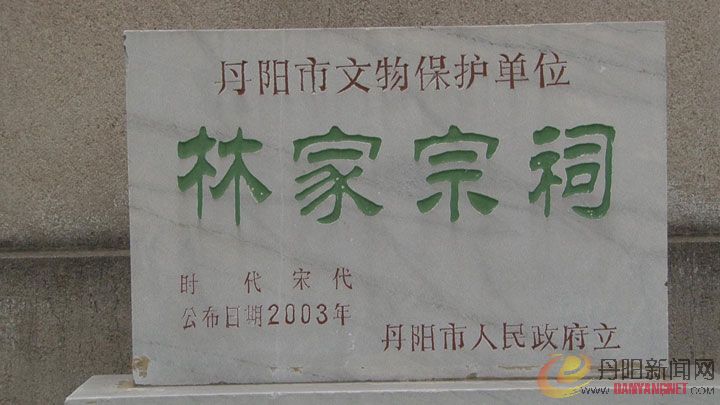 丹阳市文物保护单位
林家宗祠
时代宋代
公布日期2003年
丹阳市人民政府立
丹阳新闻网
DANYANG.NET